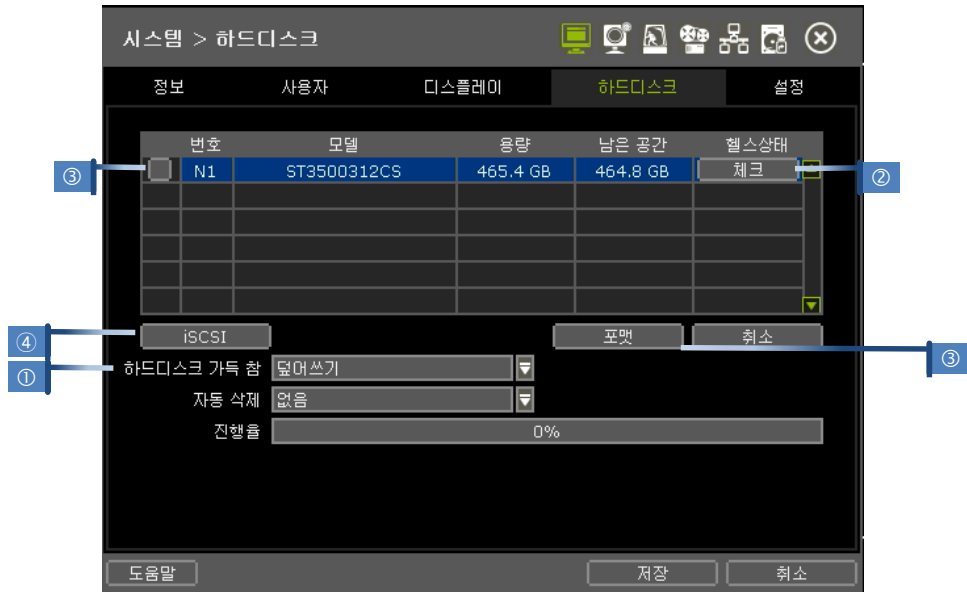 시스템 > 하드디스크
정보 사용자 디스플레이 하드디스크 설정
번호 모델 용량 남은 공간 헬스상태
③ N1 ST3500312CS 465.4 GB 464.8 GB 체크 ②
④ iSCSI 포맷 취소 ③
① 하드디스크 가득 참 덮어쓰기
자동 삭제 없음
진행율 0%
도움말 저장 취소